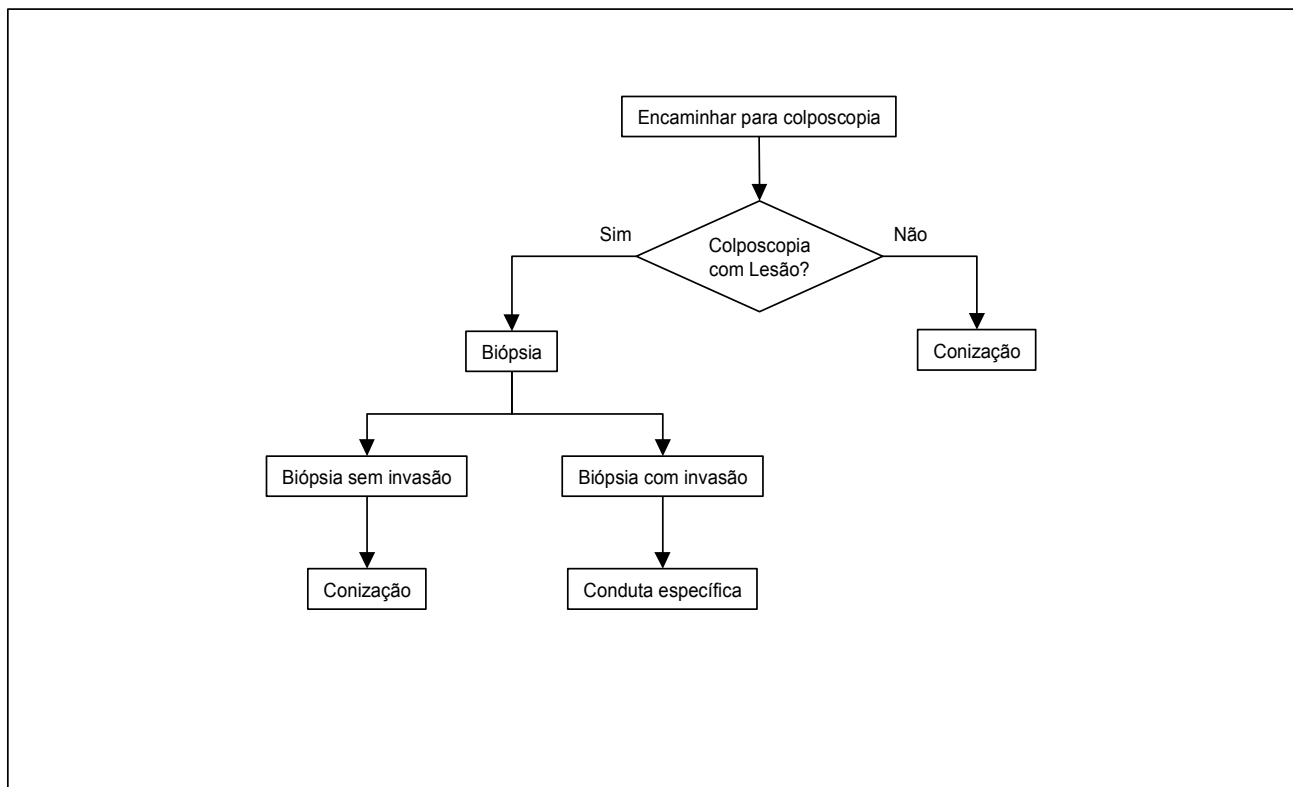 Encaminhar para colposcopia
Sim
Não
Colposcopia
com Lesão?
Biópsia
Conização
Biópsia sem invasão
Biópsia com invasão
Conização
Conduta específica